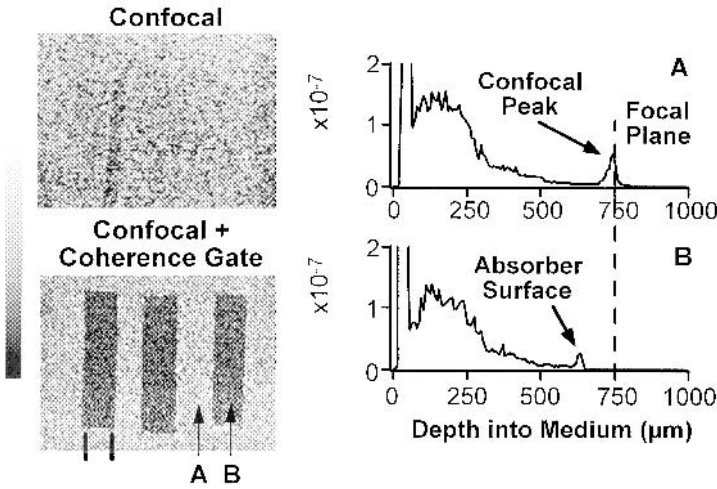 Confocal
Confocal +
Coherence Gate
A B
x10⁻⁷
2
1
0
A
Confocal
Peak
Focal
Plane
0 250 500 750 1000
x10⁻⁷
2
1
0
B
Absorber
Surface
0 250 500 750 1000
Depth into Medium (µm)